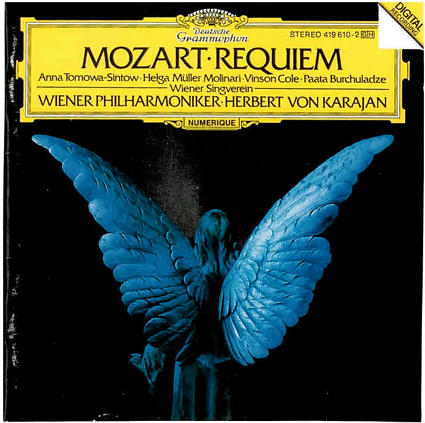 Deutsche
Grammophon
STEREO 419 610-2 GH
DIGITAL
RECORDING
MOZART·REQUIEM
Anna Tomowa-Sintow·Helga Müller Molinari·Vinson Cole·Paata Burchuladze
Wiener Singverein
WIENER PHILHARMONIKER·HERBERT VON KARAJAN
NUMERIQUE